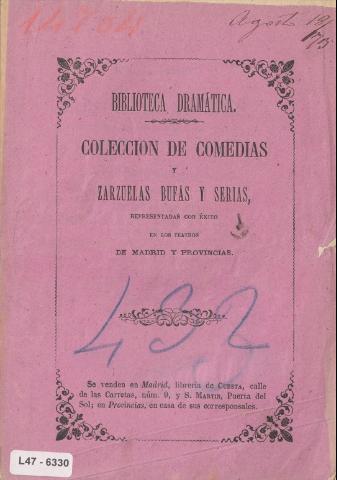 14704
Agosto 19/75
BIBLIOTECA DRAMÁTICA.
COLECCION DE COMEDIAS
Y
ZARZUELAS BUFAS Y SERIAS,
REPRESENTADAS CON ÉXITO
EN LOS TEATROS
DE MADRID Y PROVINCIAS.
492
Se venden en Madrid, librería de CUESTA, calle
de las Carretas, núm. 9, y S. MARTIN, Puerta del
Sol; en Provincias, en casa de sus corresponsales.
L47 - 6330